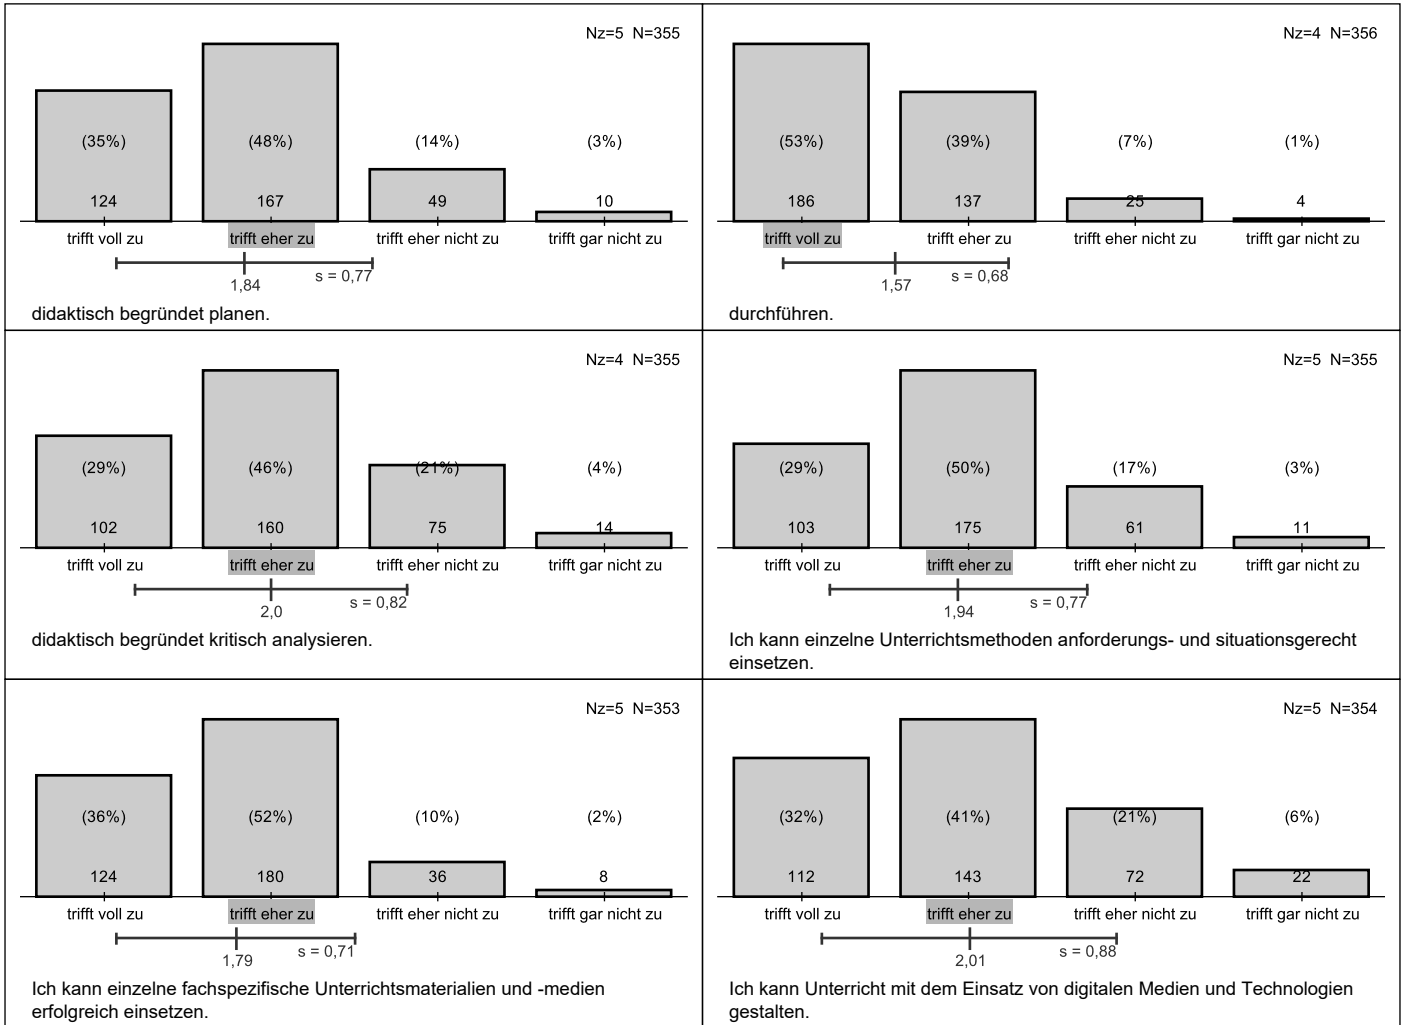 Nz=5 N=355
(35%) (48%) (14%) (3%)
124 167 49 10
trifft voll zu trifft eher zu trifft eher nicht zu trifft gar nicht zu
s = 0,77
1,84
didaktisch begründet planen.
Nz=4 N=356
(53%) (39%) (7%) (1%)
186 137 25 4
trifft voll zu trifft eher zu trifft eher nicht zu trifft gar nicht zu
s = 0,68
1,57
durchführen.
Nz=4 N=355
(29%) (46%) (21%) (4%)
102 160 75 14
trifft voll zu trifft eher zu trifft eher nicht zu trifft gar nicht zu
s = 0,82
2,0
didaktisch begründet kritisch analysieren.
Nz=5 N=355
(29%) (50%) (17%) (3%)
103 175 61 11
trifft voll zu trifft eher zu trifft eher nicht zu trifft gar nicht zu
s = 0,77
1,94
Ich kann einzelne Unterrichtsmethoden anforderungs- und situationsgerecht
einsetzen.
Nz=5 N=353
(36%) (52%) (10%) (2%)
124 180 36 8
trifft voll zu trifft eher zu trifft eher nicht zu trifft gar nicht zu
s = 0,71
1,79
Ich kann einzelne fachspezifische Unterrichtsmaterialien und -medien
erfolgreich einsetzen.
Nz=5 N=354
(32%) (41%) (21%) (6%)
112 143 72 22
trifft voll zu trifft eher zu trifft eher nicht zu trifft gar nicht zu
s = 0,88
2,01
Ich kann Unterricht mit dem Einsatz von digitalen Medien und Technologien
gestalten.